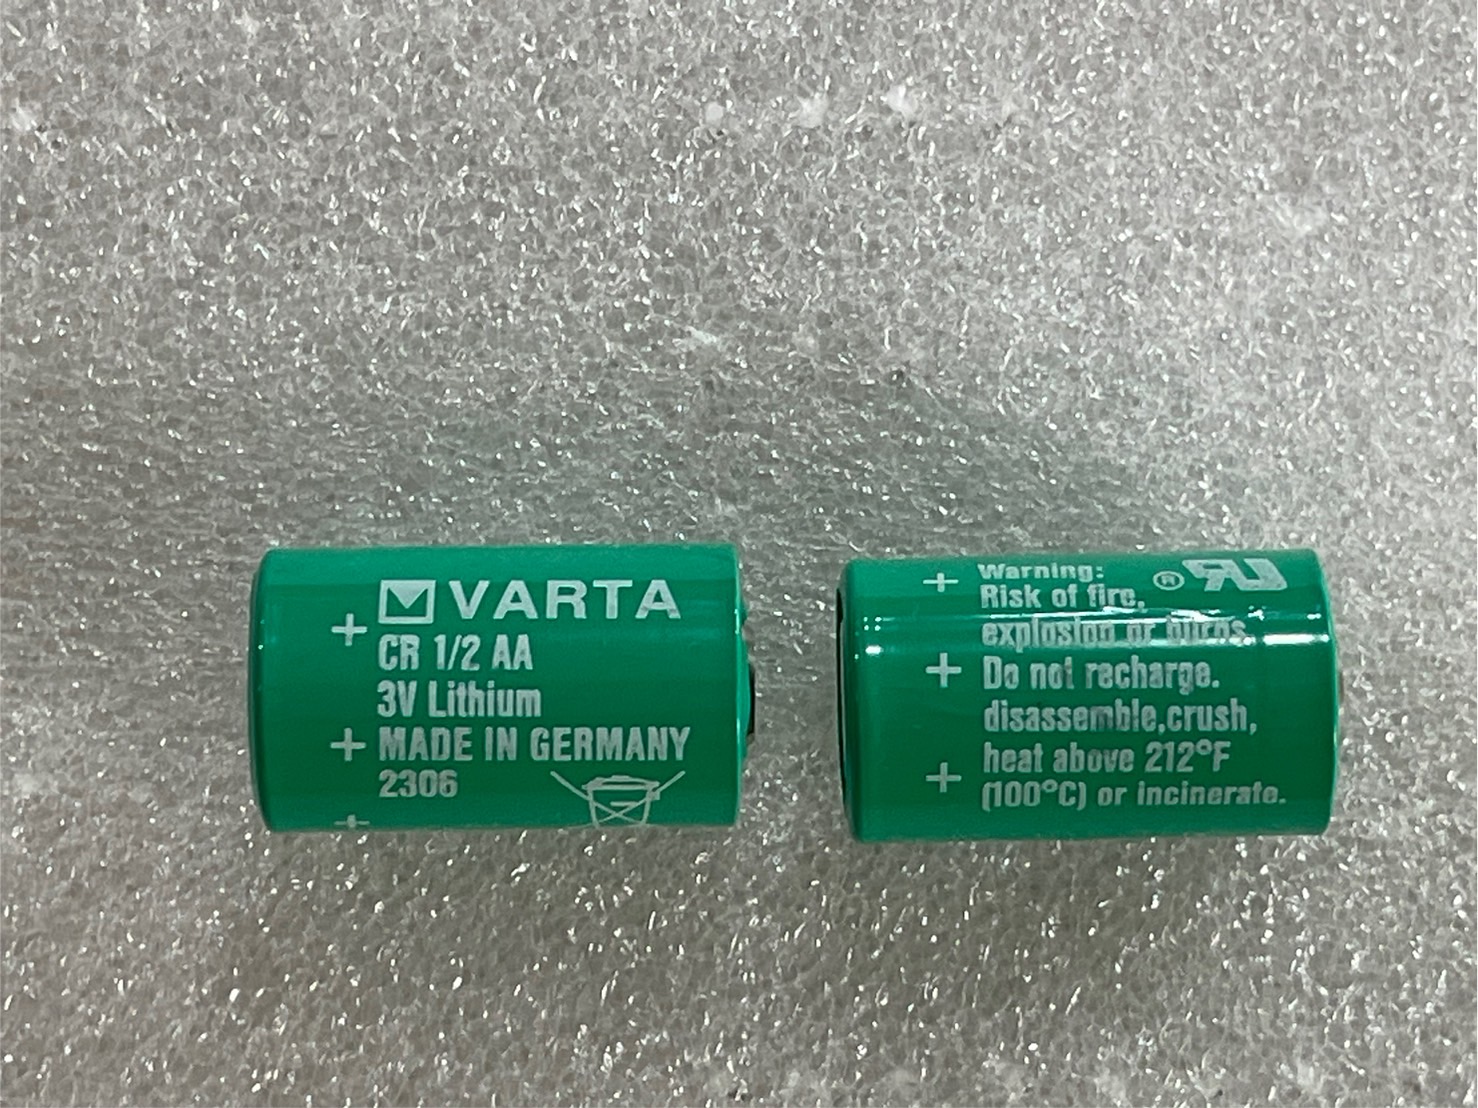 VARTA
+ CR 1/2 AA
3V Lithium
+ MADE IN GERMANY
2306
+
+ Warning:
Risk of fire, ® RU
explosion or burns.
+ Do not recharge.
disassemble,crush,
+ heat above 212°F
(100°C) or incinerate.